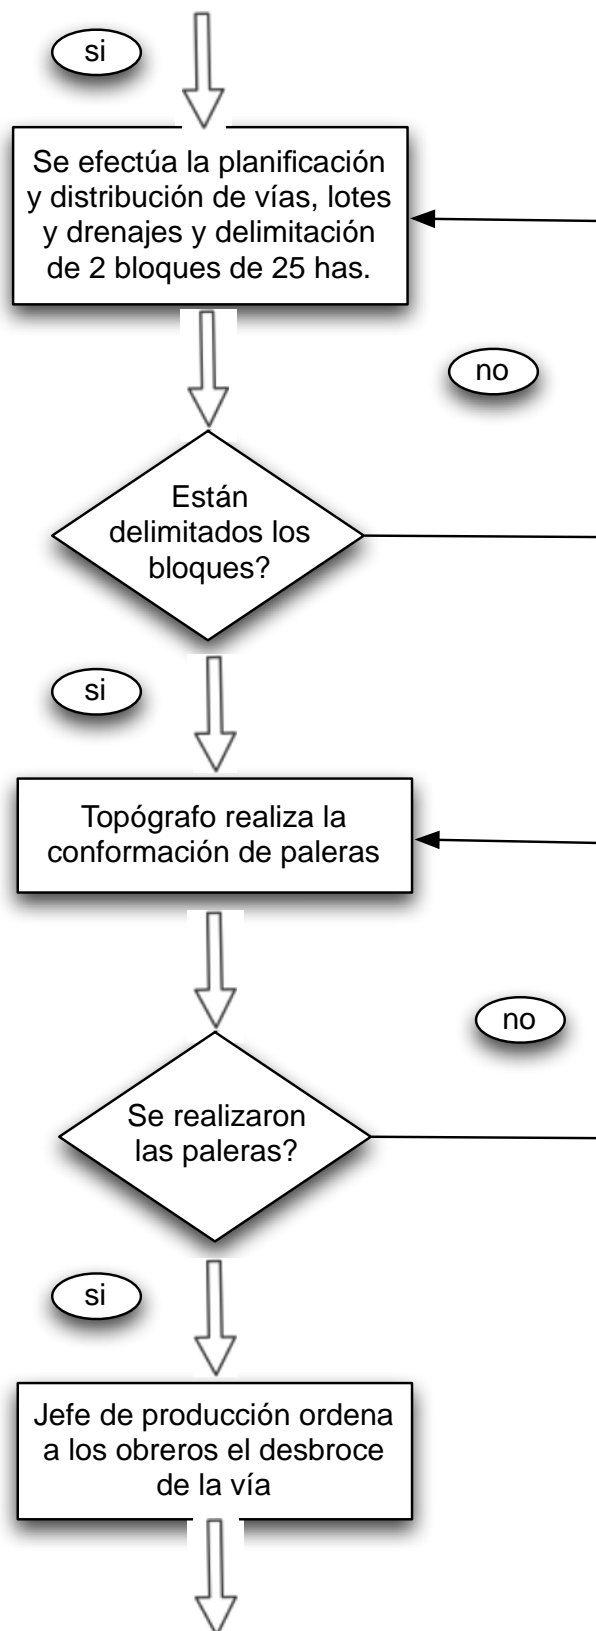 si
Se efectúa la planificación
y distribución de vías, lotes
y drenajes y delimitación
de 2 bloques de 25 has.
no
Están
delimitados los
bloques?
si
Topógrafo realiza la
conformación de paleras
no
Se realizaron
las paleras?
si
Jefe de producción ordena
a los obreros el desbroce
de la vía